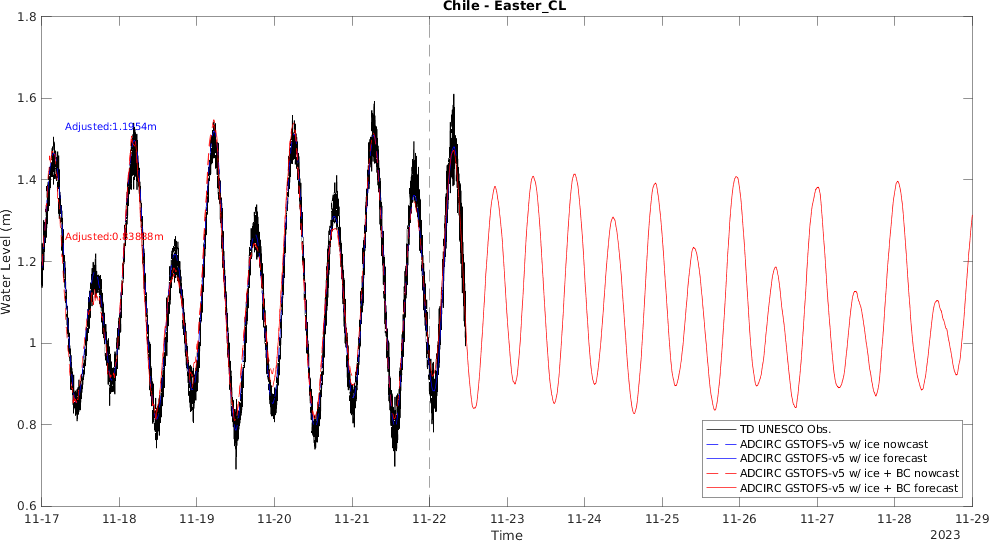 Chile - Easter_CL
1.8
1.6
1.4
1.2
1
0.8
0.6
Water Level (m)
Adjusted:1.1954m
Adjusted:0.83838m
TD UNESCO Obs.
ADCIRC GSTOFS-v5 w/ ice nowcast
ADCIRC GSTOFS-v5 w/ ice forecast
ADCIRC GSTOFS-v5 w/ ice + BC nowcast
ADCIRC GSTOFS-v5 w/ ice + BC forecast
11-17 11-18 11-19 11-20 11-21 11-22 11-23 11-24 11-25 11-26 11-27 11-28 11-29
Time
2023